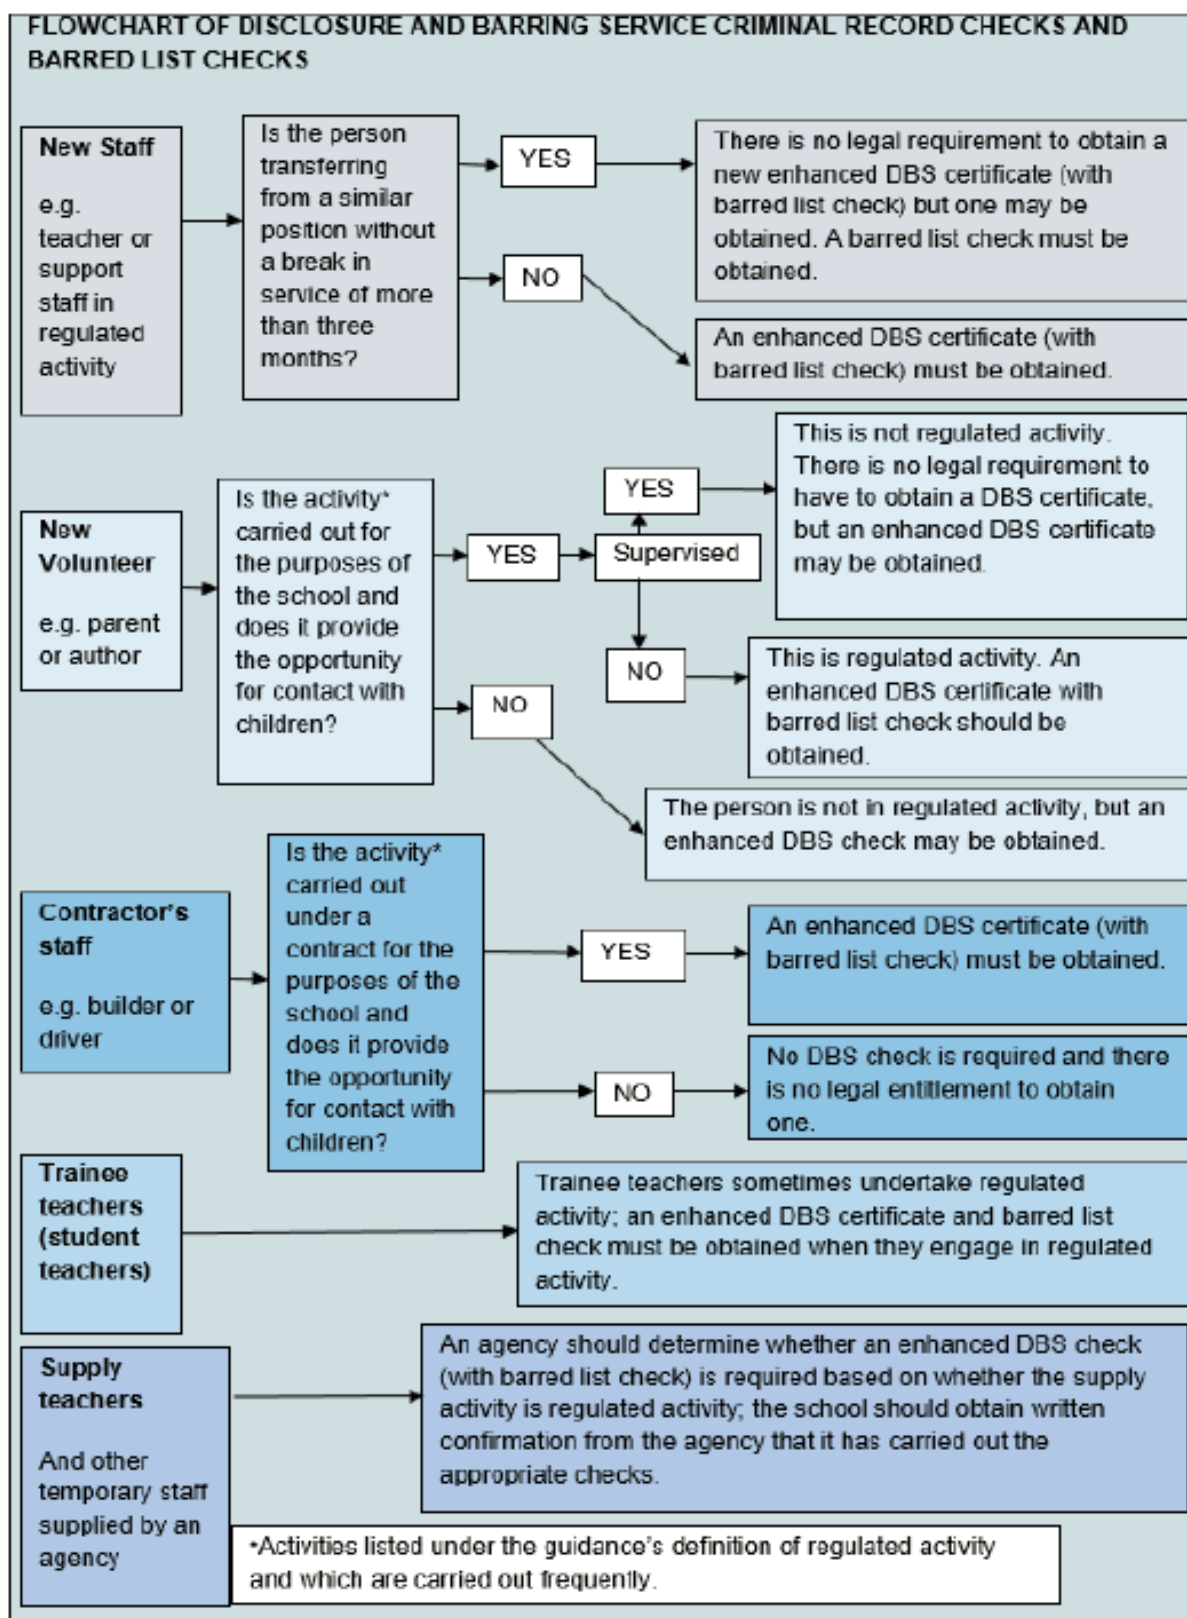 FLOWCHART OF DISCLOSURE AND BARRING SERVICE CRIMINAL RECORD CHECKS AND
BARRED LIST CHECKS
New Staff
e.g.
teacher or
support
staff in
regulated
activity
Is the person
transferring
from a similar
position without
a break in
service of more
than three
months?
YES
There is no legal requirement to obtain a
new enhanced DBS certificate (with
barred list check) but one may be
obtained. A barred list check must be
obtained.
NO
An enhanced DBS certificate (with
barred list check) must be obtained.
New
Volunteer
e.g. parent
or author
Is the activity*
carried out for
the purposes of
the school and
does it provide
the opportunity
for contact with
children?
YES
Supervised
YES
This is not regulated activity.
There is no legal requirement to
have to obtain a DBS certificate,
but an enhanced DBS certificate
may be obtained.
NO
This is regulated activity. An
enhanced DBS certificate with
barred list check should be
obtained.
NO
The person is not in regulated activity, but an
enhanced DBS check may be obtained.
Contractor's
staff
e.g. builder or
driver
Is the activity*
carried out
under a
contract for the
purposes of the
school and
does it provide
the opportunity
for contact with
children?
YES
An enhanced DBS certificate (with
barred list check) must be obtained.
NO
No DBS check is required and there
is no legal entitlement to obtain
one.
Trainee
teachers
(student
teachers)
Trainee teachers sometimes undertake regulated
activity; an enhanced DBS certificate and barred list
check must be obtained when they engage in regulated
activity.
Supply
teachers
And other
temporary staff
supplied by an
agency
An agency should determine whether an enhanced DBS check
(with barred list check) is required based on whether the supply
activity is regulated activity; the school should obtain written
confirmation from the agency that it has carried out the
appropriate checks.
*Activities listed under the guidance's definition of regulated activity
and which are carried out frequently.